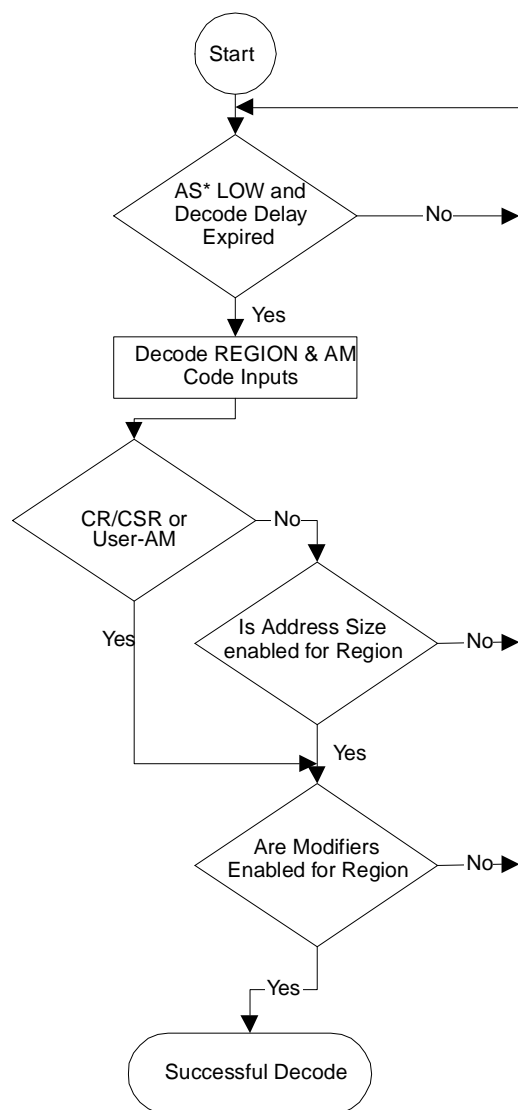 Start
AS* LOW and
Decode Delay
Expired
No
Yes
Decode REGION & AM
Code Inputs
CR/CSR or
User-AM
No
Yes
Is Address Size
enabled for Region
No
Yes
Are Modifiers
Enabled for Region
No
Yes
Successful Decode